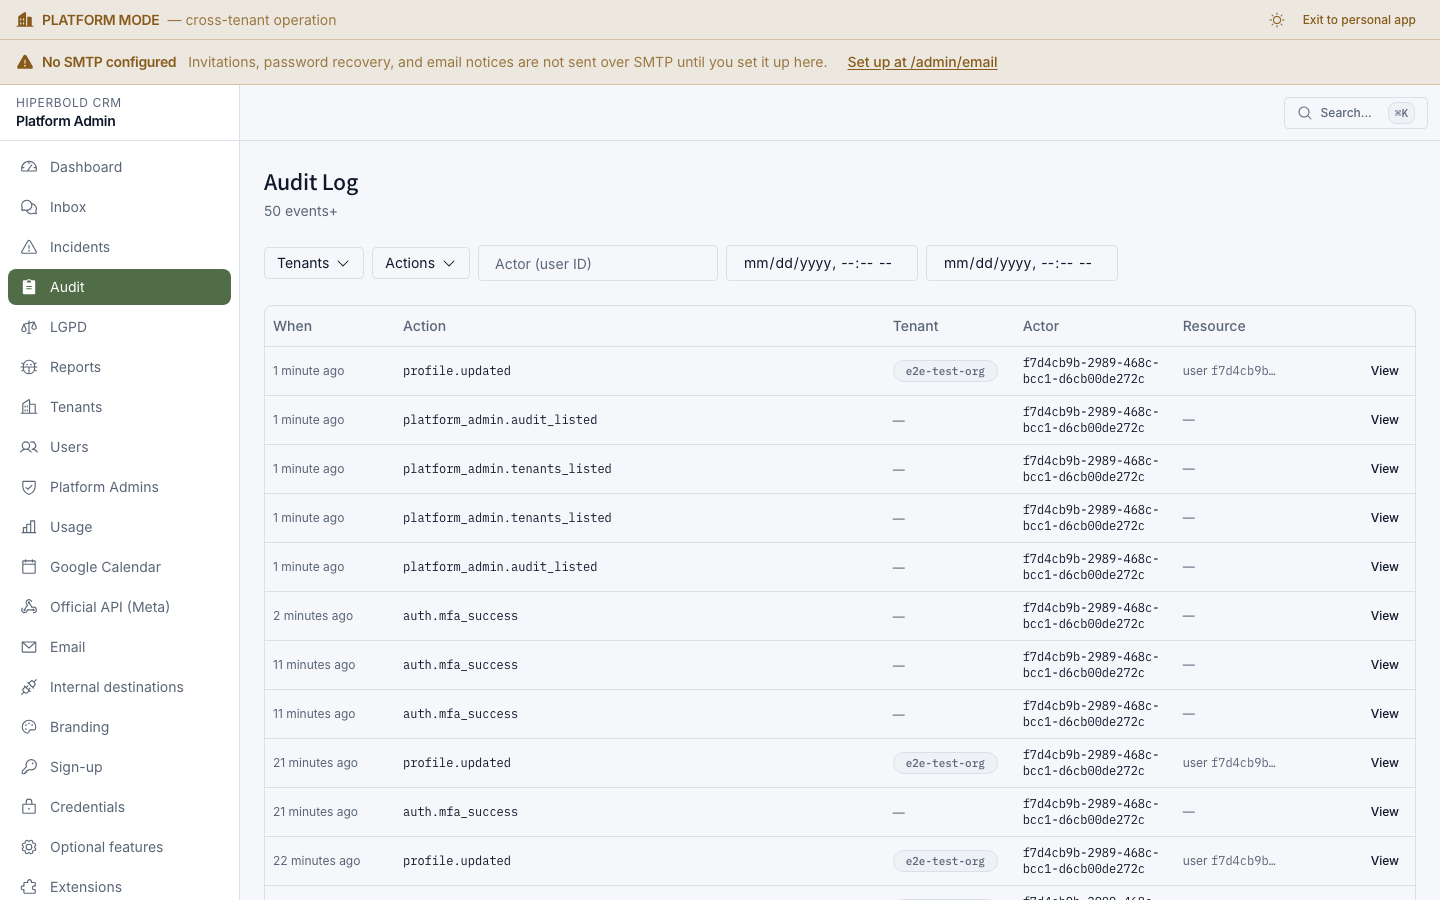 PLATFORM MODE — cross-tenant operation
Exit to personal app
No SMTP configured Invitations, password recovery, and email notices are not sent over SMTP until you set it up here. Set up at /admin/email
HIPERBOLD CRM
Platform Admin
Search... ⌘K
Dashboard
Inbox
Incidents
Audit
LGPD
Reports
Tenants
Users
Platform Admins
Usage
Google Calendar
Official API (Meta)
Email
Internal destinations
Branding
Sign-up
Credentials
Optional features
Extensions
Audit Log
50 events+
Tenants Actions Actor (user ID) mm/dd/yyyy, --:-- -- mm/dd/yyyy, --:-- --
When Action Tenant Actor Resource
1 minute ago profile.updated e2e-test-org f7d4cb9b-2989-468c-
bcc1-d6cb00de272c user f7d4cb9b… View
1 minute ago platform_admin.audit_listed — f7d4cb9b-2989-468c-
bcc1-d6cb00de272c — View
1 minute ago platform_admin.tenants_listed — f7d4cb9b-2989-468c-
bcc1-d6cb00de272c — View
1 minute ago platform_admin.tenants_listed — f7d4cb9b-2989-468c-
bcc1-d6cb00de272c — View
1 minute ago platform_admin.audit_listed — f7d4cb9b-2989-468c-
bcc1-d6cb00de272c — View
2 minutes ago auth.mfa_success — f7d4cb9b-2989-468c-
bcc1-d6cb00de272c — View
11 minutes ago auth.mfa_success — f7d4cb9b-2989-468c-
bcc1-d6cb00de272c — View
11 minutes ago auth.mfa_success — f7d4cb9b-2989-468c-
bcc1-d6cb00de272c — View
21 minutes ago profile.updated e2e-test-org f7d4cb9b-2989-468c-
bcc1-d6cb00de272c user f7d4cb9b… View
21 minutes ago auth.mfa_success — f7d4cb9b-2989-468c-
bcc1-d6cb00de272c — View
22 minutes ago profile.updated e2e-test-org f7d4cb9b-2989-468c-
bcc1-d6cb00de272c user f7d4cb9b… View